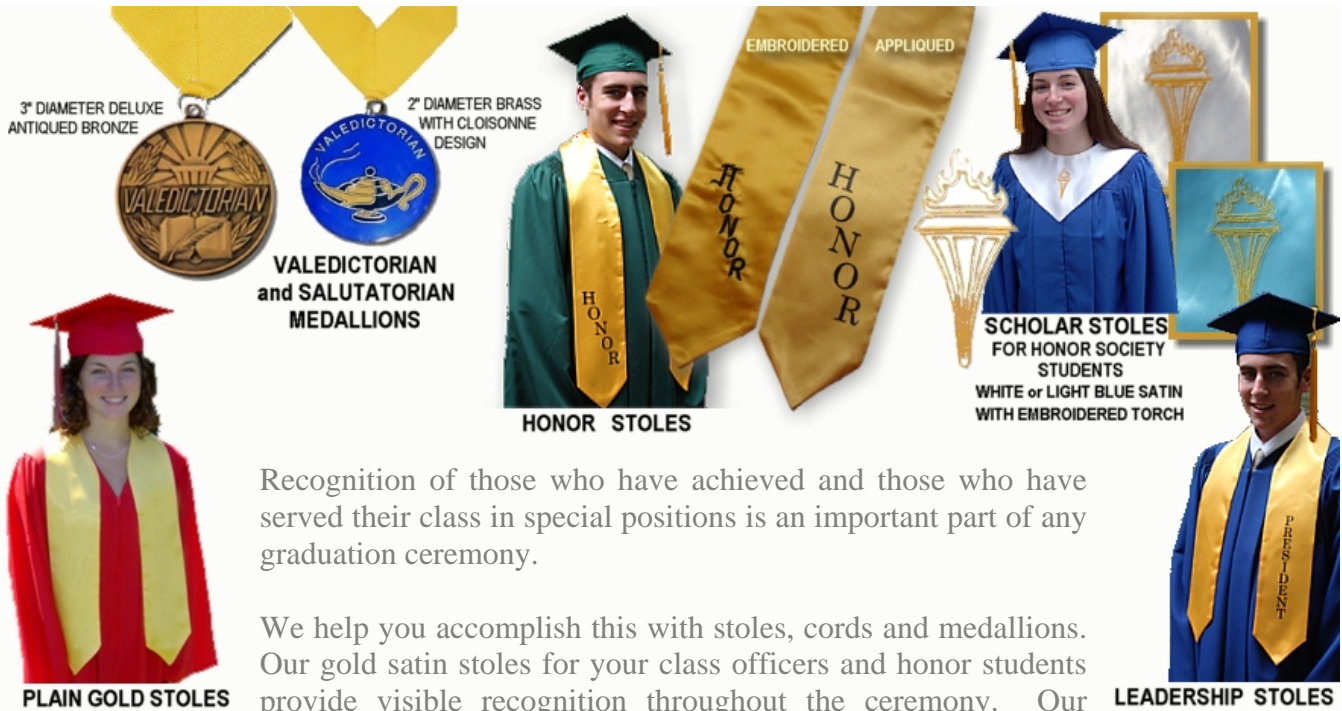 3" DIAMETER DELUXE
ANTIQUED BRONZE
VALEDICTORIAN
2" DIAMETER BRASS
WITH CLOISONNE
DESIGN
VALEDICTORIAN
VALEDICTORIAN
and SALUTATORIAN
MEDALLIONS
HONOR
EMBROIDERED
APPLIQUED
HONOR
HONOR
HONOR STOLES
SCHOLAR STOLES
FOR HONOR SOCIETY
STUDENTS
WHITE or LIGHT BLUE SATIN
WITH EMBROIDERED TORCH
PLAIN GOLD STOLES
Recognition of those who have achieved and those who have
served their class in special positions is an important part of any
graduation ceremony.
We help you accomplish this with stoles, cords and medallions.
Our gold satin stoles for your class officers and honor students
provide visible recognition throughout the ceremony. Our
PRESIDENT
LEADERSHIP STOLES